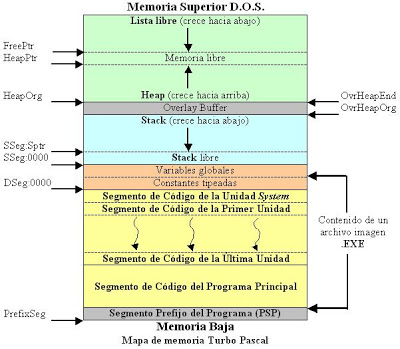 Memoria Superior D.O.S.
Lista libre (crece hacia abajo)
FreePtr
Memoria libre
HeapPtr
HeapOrg
Heap (crece hacia arriba)
OvrHeapEnd
Overlay Buffer
OvrHeapOrg
Stack (crece hacia abajo)
SSeg:Sptr
SSeg:0000
Stack libre
Variables globales
DSeg:0000
Constantes tipeadas
Segmento de Código de la Unidad System
Segmento de Código de la Primer Unidad
Contenido de un
archivo imagen
.EXE
Segmento de Código de la Última Unidad
Segmento de Código del Programa Principal
PrefixSeg
Segmento Prefijo del Programa (PSP)
Memoria Baja
Mapa de memoria Turbo Pascal